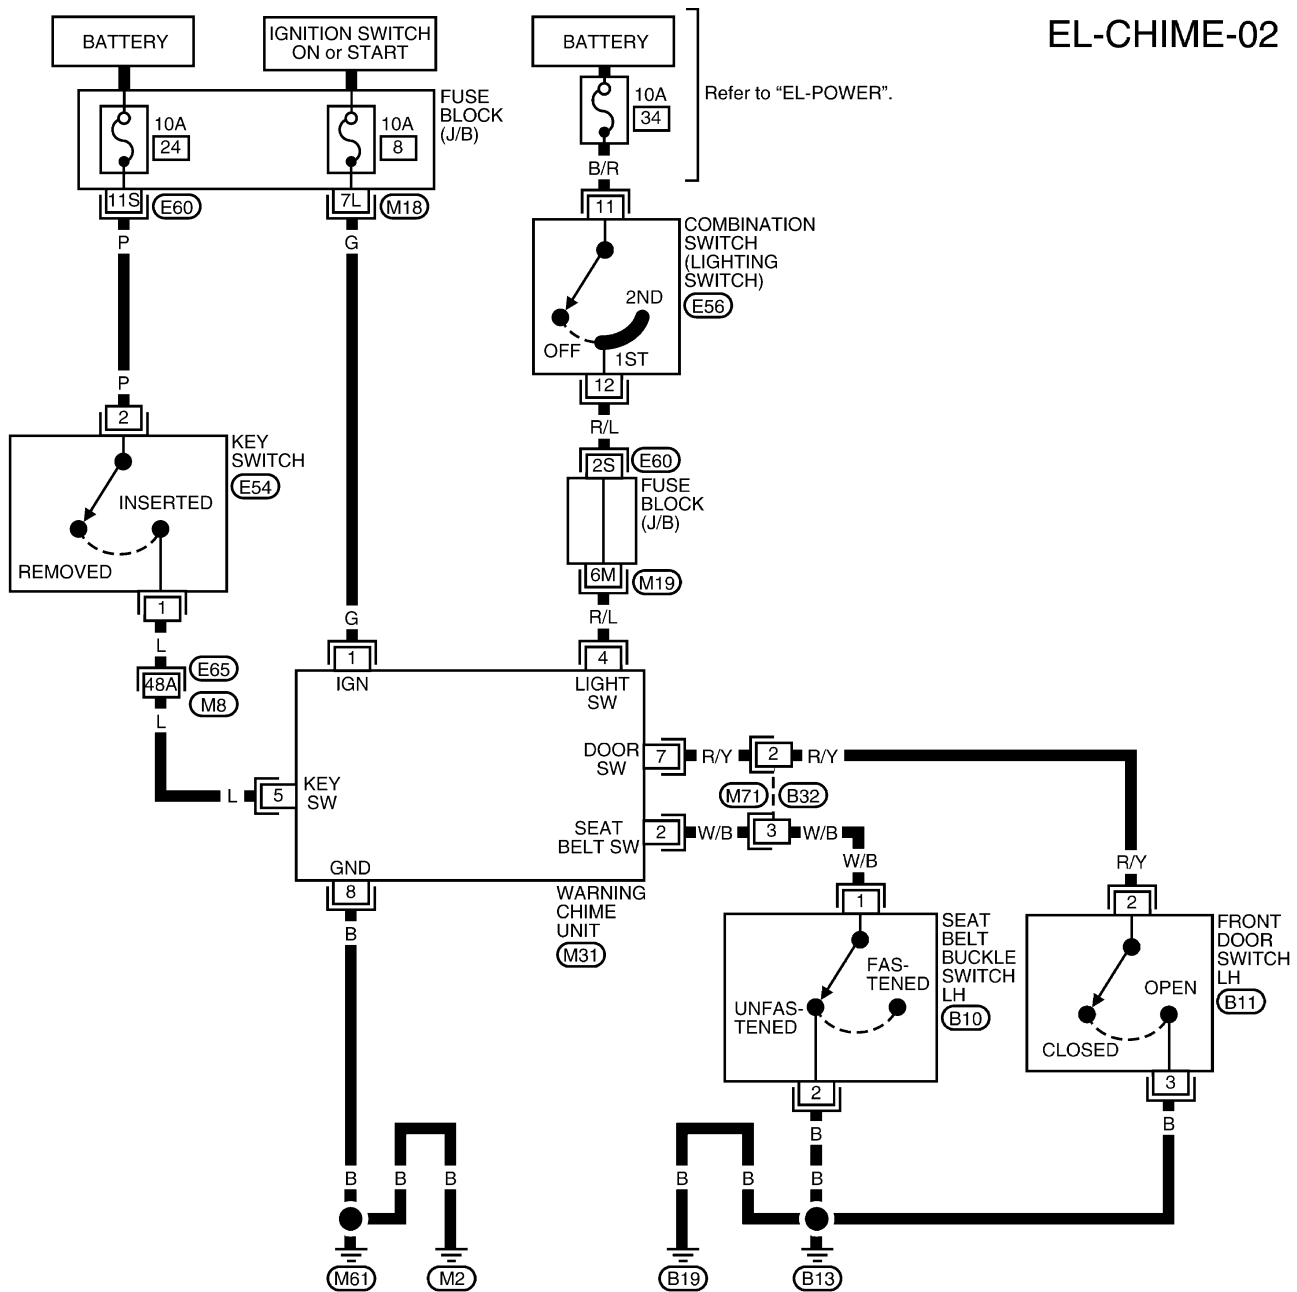 EL-CHIME-02
BATTERY
IGNITION SWITCH
ON or START
BATTERY
Refer to “EL-POWER”.
10A
24
10A
8
FUSE
BLOCK
(J/B)
10A
34
B/R
11S
E60
7L
M18
11
P
G
COMBINATION
SWITCH
(LIGHTING
SWITCH)
E56
2ND
OFF
1ST
12
P
R/L
2
KEY
SWITCH
E54
2S
E60
FUSE
BLOCK
(J/B)
INSERTED
REMOVED
6M
M19
1
G
R/L
L
48A
E65
M8
L
1
4
IGN
LIGHT
SW
DOOR
SW
7
R/Y
2
R/Y
L
5
KEY
SW
M71
B32
SEAT
BELT SW
2
W/B
3
W/B
GND
8
W/B
R/Y
WARNING
CHIME
UNIT
M31
B
1
2
SEAT
BELT
BUCKLE
SWITCH
LH
B10
FRONT
DOOR
SWITCH
LH
B11
FAS-
TENED
UNFAS-
TENED
OPEN
CLOSED
2
3
B
B
B
B
B
B
B
B
M61
M2
B19
B13